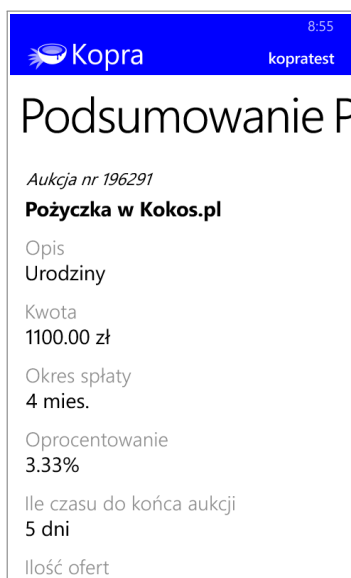 8:55
Kopra
kopratest
Podsumowanie P
Aukcja nr 196291
Pożyczka w Kokos.pl
Opis
Urodziny
Kwota
1100.00 zł
Okres spłaty
4 mies.
Oprocentowanie
3.33%
Ile czasu do końca aukcji
5 dni
Ilość ofert